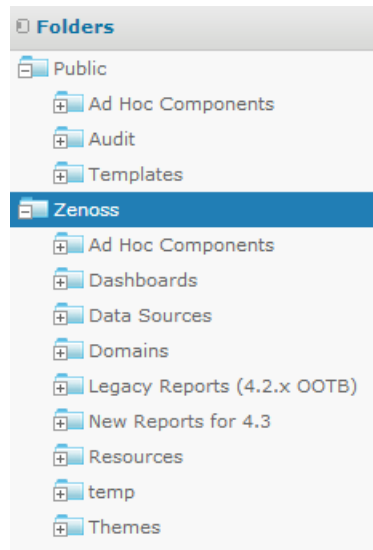 Folders
Public
Ad Hoc Components
Audit
Templates
Zenoss
Ad Hoc Components
Dashboards
Data Sources
Domains
Legacy Reports (4.2.x OOTB)
New Reports for 4.3
Resources
temp
Themes